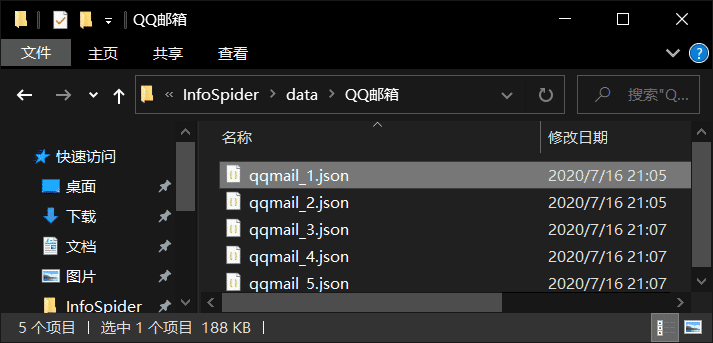 QQ邮箱
文件 主页 共享 查看
« InfoSpider > data > QQ邮箱 搜索"Q...
名称 修改日期
快速访问
桌面
下载
文档
图片
InfoSpider
qqmail_1.json 2020/7/16 21:05
qqmail_2.json 2020/7/16 21:05
qqmail_3.json 2020/7/16 21:07
qqmail_4.json 2020/7/16 21:07
qqmail_5.json 2020/7/16 21:07
5 个项目 选中 1 个项目 188 KB